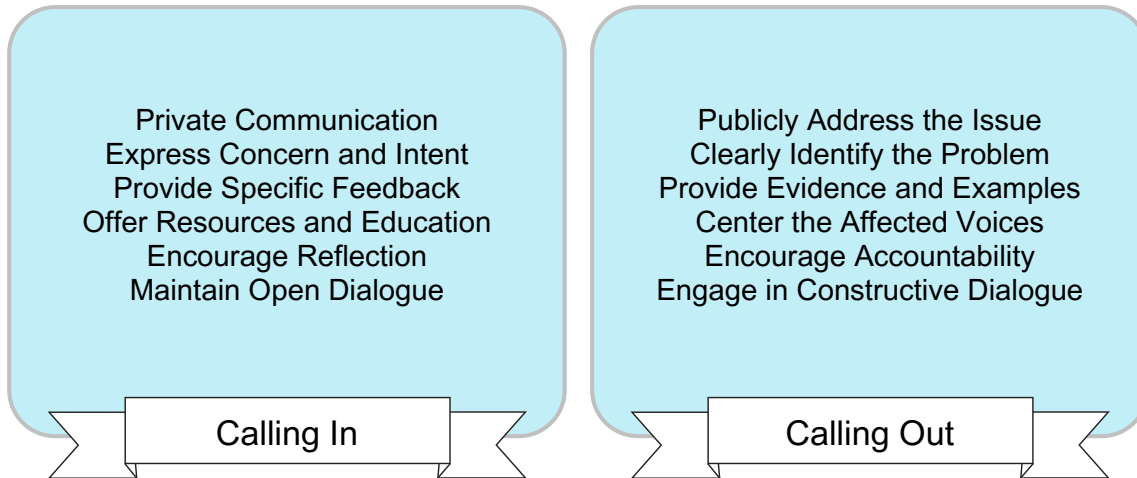 Private Communication
Express Concern and Intent
Provide Specific Feedback
Offer Resources and Education
Encourage Reflection
Maintain Open Dialogue
Calling In
Publicly Address the Issue
Clearly Identify the Problem
Provide Evidence and Examples
Center the Affected Voices
Encourage Accountability
Engage in Constructive Dialogue
Calling Out